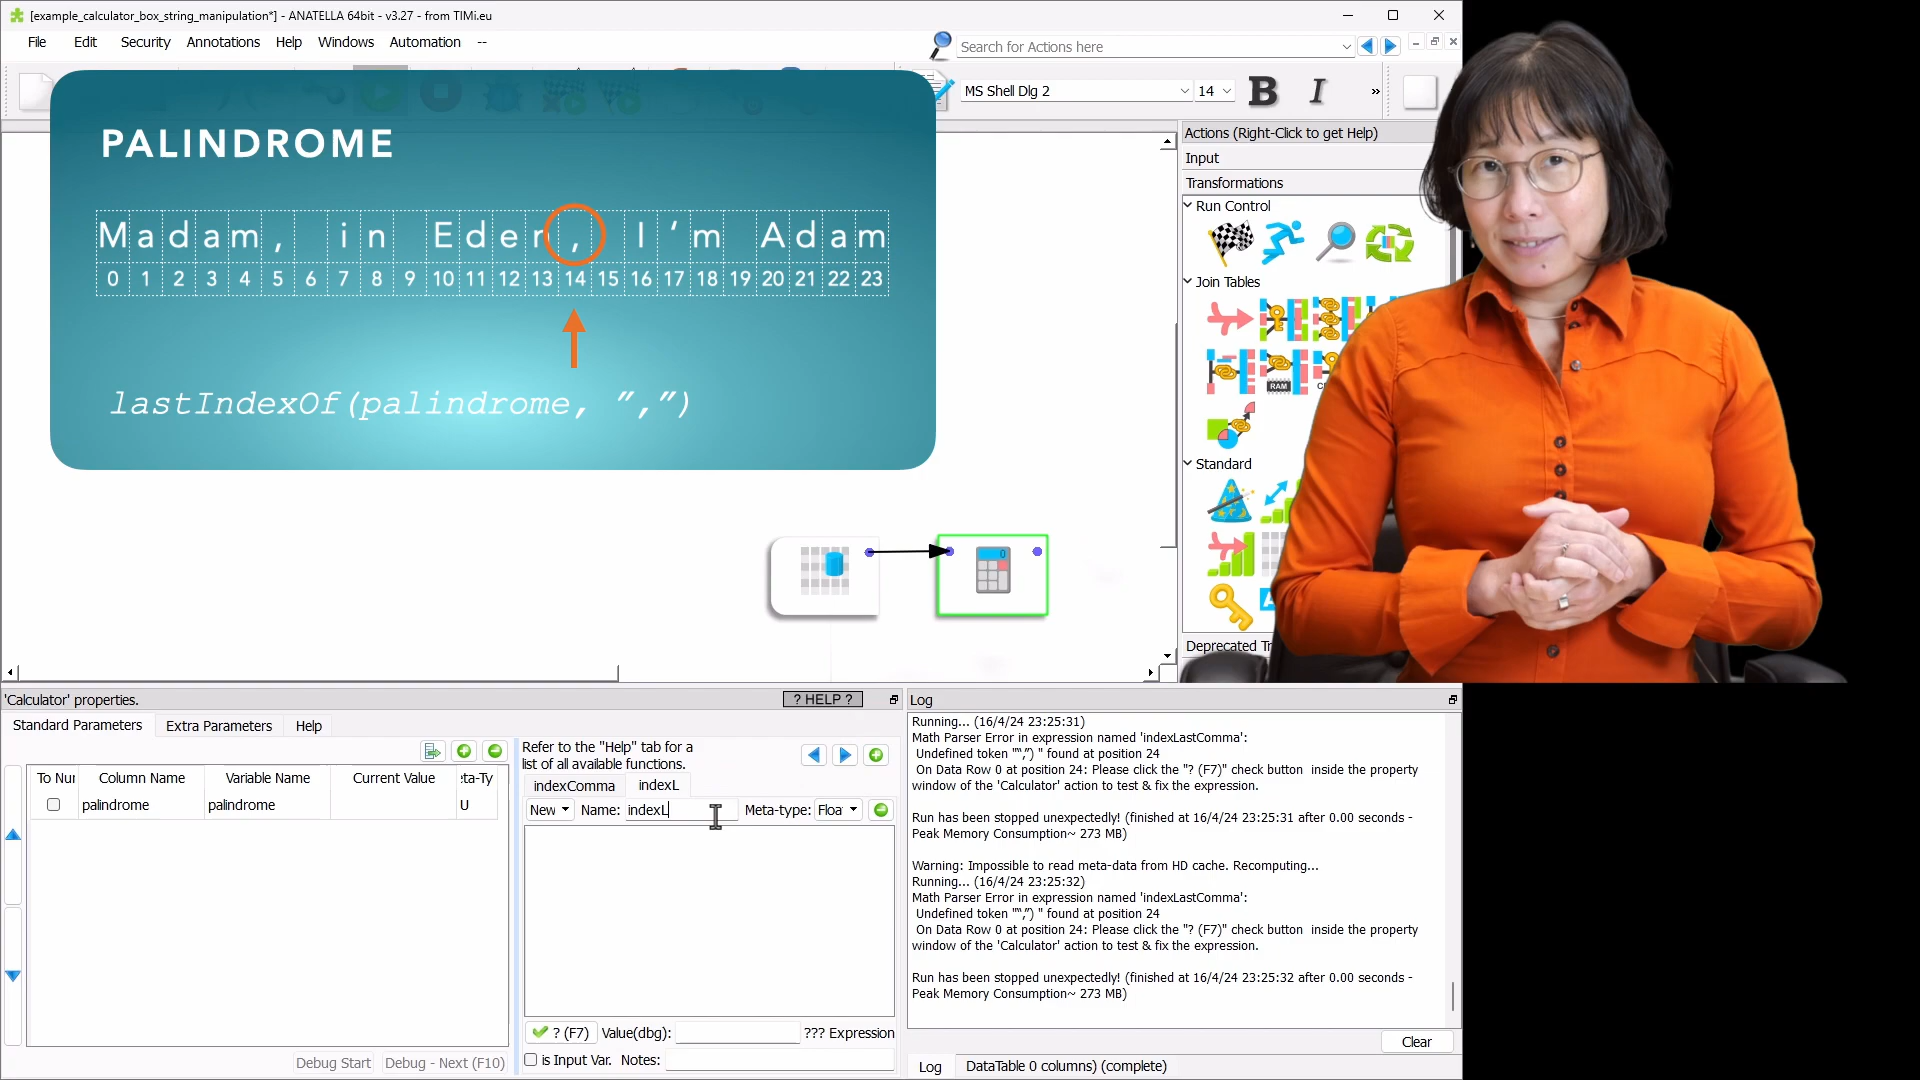 [example_calculator_box_string_manipulation*] - ANATELLA 64bit - v3.27 - from TIMi.eu
File Edit Security Annotations Help Windows Automation --
Search for Actions here
MS Shell Dlg 2 14 B I »
PALINDROME
Madam, in Eden, I‘m Adam
0 1 2 3 4 5 6 7 8 9 10 11 12 13 14 15 16 17 18 19 20 21 22 23
lastIndexOf(palindrome, ”,”)
Actions (Right-Click to get Help)
Input
Transformations
Run Control
Join Tables
RAM
Standard
Deprecated
'Calculator' properties.
? HELP ?
Standard Parameters Extra Parameters Help
Column Name Variable Name Current Value
palindrome palindrome U
Debug Start Debug - Next (F10)
Refer to the "Help" tab for a
list of all available functions.
indexComma indexL
New Name: indexL Meta-type: Floa
? (F7) Value(dbg): ??? Expression
is Input Var. Notes:
Log
Running... (16/4/24 23:25:31)
Math Parser Error in expression named 'indexLastComma':
Undefined token "“,”) " found at position 24
On Data Row 0 at position 24: Please click the "? (F7)" check button inside the property
window of the 'Calculator' action to test & fix the expression.
Run has been stopped unexpectedly! (finished at 16/4/24 23:25:31 after 0.00 seconds -
Peak Memory Consumption~ 273 MB)
Warning: Impossible to read meta-data from HD cache. Recomputing...
Running... (16/4/24 23:25:32)
Math Parser Error in expression named 'indexLastComma':
Undefined token "“,”) " found at position 24
On Data Row 0 at position 24: Please click the "? (F7)" check button inside the property
window of the 'Calculator' action to test & fix the expression.
Run has been stopped unexpectedly! (finished at 16/4/24 23:25:32 after 0.00 seconds -
Peak Memory Consumption~ 273 MB)
Clear
Log DataTable 0 columns) (complete)